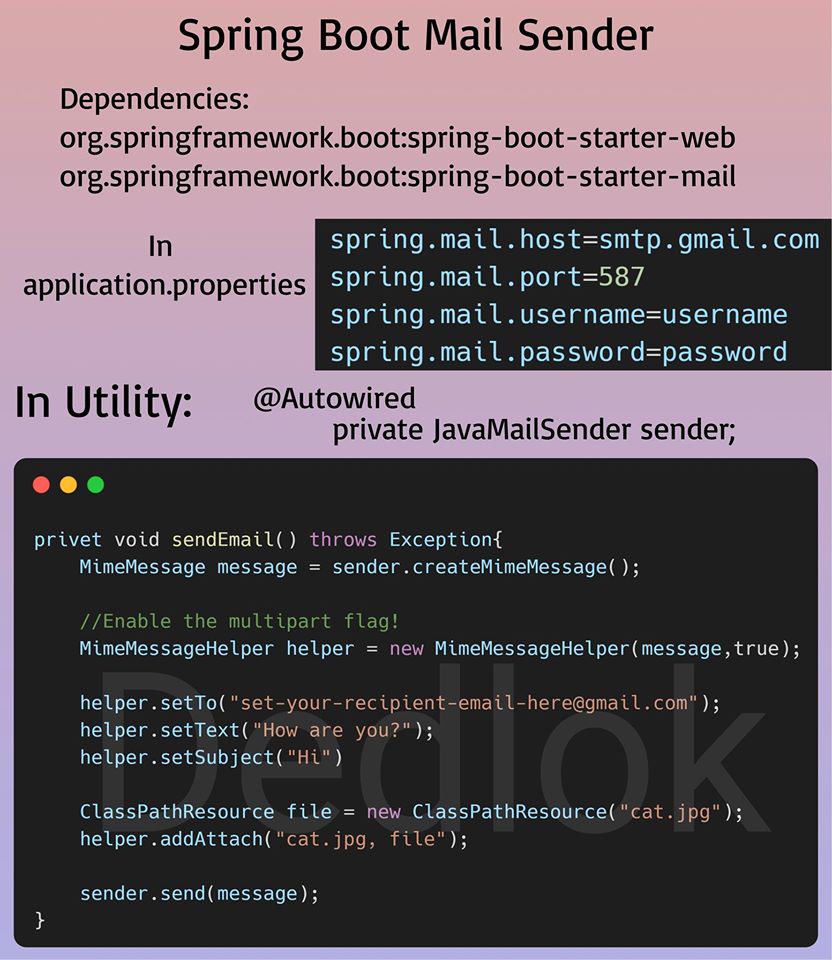 Spring Boot Mail Sender
Dependencies:
org.springframework.boot:spring-boot-starter-web
org.springframework.boot:spring-boot-starter-mail
In
application.properties
spring.mail.host=smtp.gmail.com
spring.mail.port=587
spring.mail.username=username
spring.mail.password=password
In Utility:
@Autowired
private JavaMailSender sender;
privet void sendEmail() throws Exception{
MimeMessage message = sender.createMimeMessage();
//Enable the multipart flag!
MimeMessageHelper helper = new MimeMessageHelper(message,true);
helper.setTo("set-your-recipient-email-here@gmail.com");
helper.setText("How are you?");
helper.setSubject("Hi")
ClassPathResource file = new ClassPathResource("cat.jpg");
helper.addAttach("cat.jpg, file");
sender.send(message);
}
Dedlok